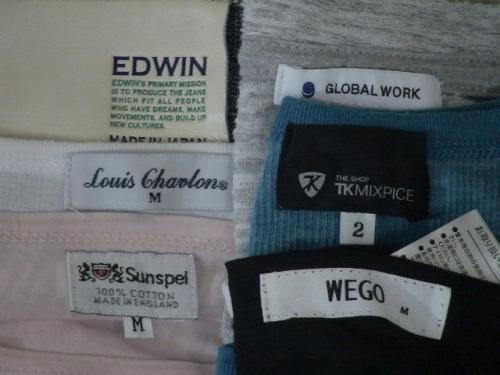 EDWIN
EDWIN'S PRIMARY MISSION
IS TO PRODUCE THE JEANS
WHICH FIT ALL PEOPLE
WHO HAVE DREAMS, MAKE
MOVEMENTS, AND BUILD UP
NEW CULTURES.
MADE IN JAPAN
GLOBAL WORK
Louis Chavlon®
M
THE SHOP
TK MIXPICE
2
Sunspel
100% COTTON
MADE IN ENGLAND
M
WEGO
M